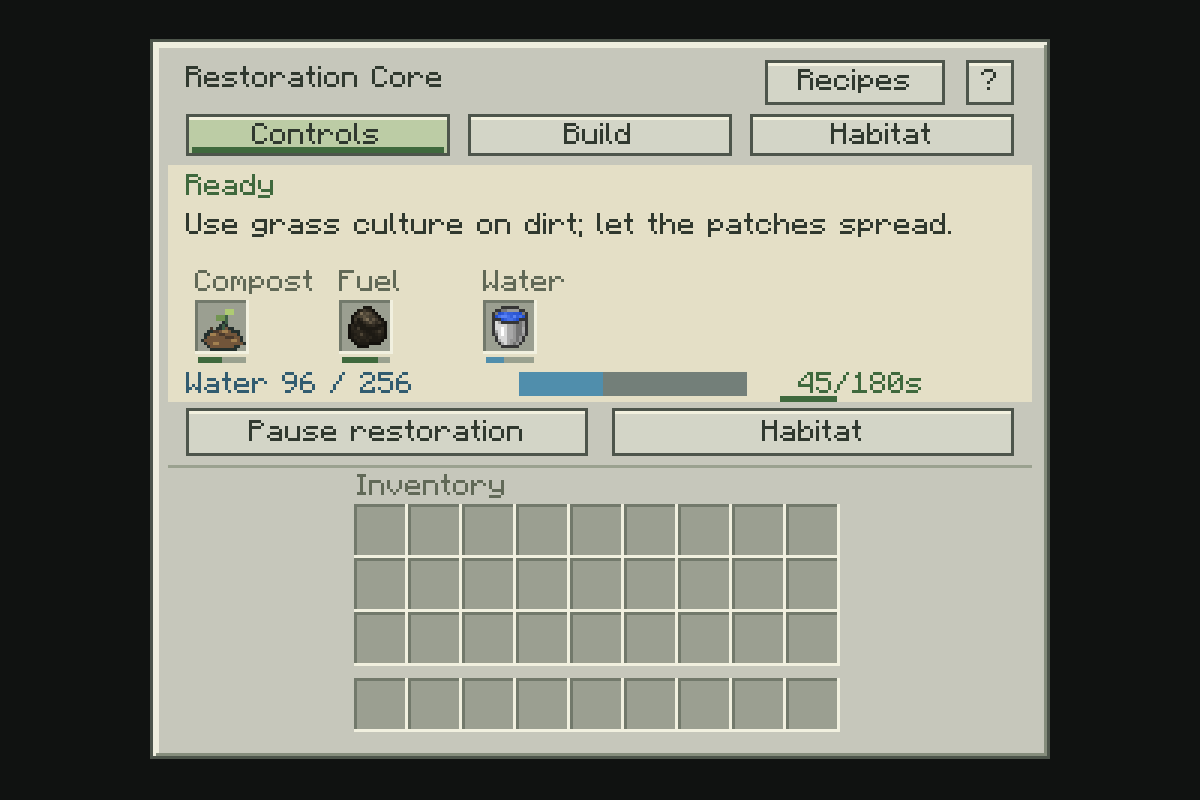 Restoration Core
Recipes
?
Controls
Build
Habitat
Ready
Use grass culture on dirt; let the patches spread.
Compost
Fuel
Water
Water 96 / 256
45/180s
Pause restoration
Habitat
Inventory